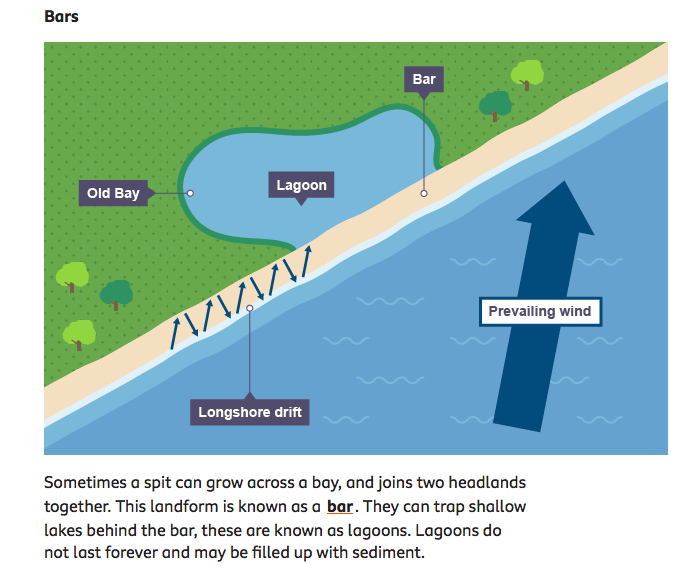 Bars
Bar
Old Bay
Lagoon
Prevailing wind
Longshore drift
Sometimes a spit can grow across a bay, and joins two headlands
together. This landform is known as a bar. They can trap shallow
lakes behind the bar, these are known as lagoons. Lagoons do
not last forever and may be filled up with sediment.